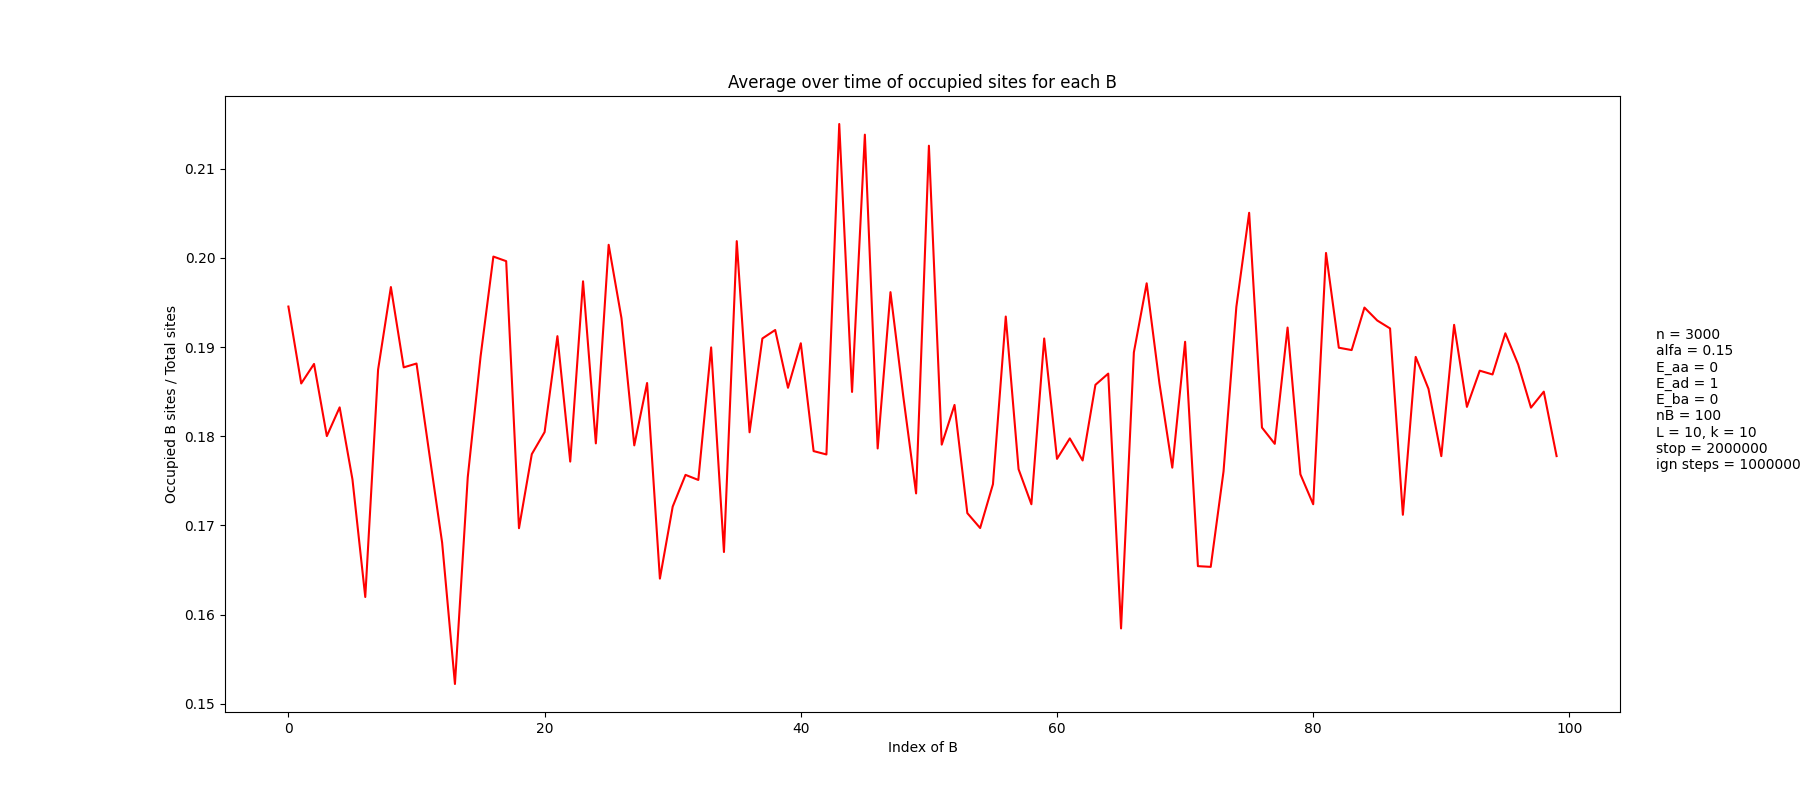 Average over time of occupied sites for each B
Occupied B sites / Total sites
0.21
0.20
0.19
0.18
0.17
0.16
0.15
0 20 40 60 80 100
Index of B
n = 3000
alfa = 0.15
E_aa = 0
E_ad = 1
E_ba = 0
nB = 100
L = 10, k = 10
stop = 2000000
ign steps = 1000000